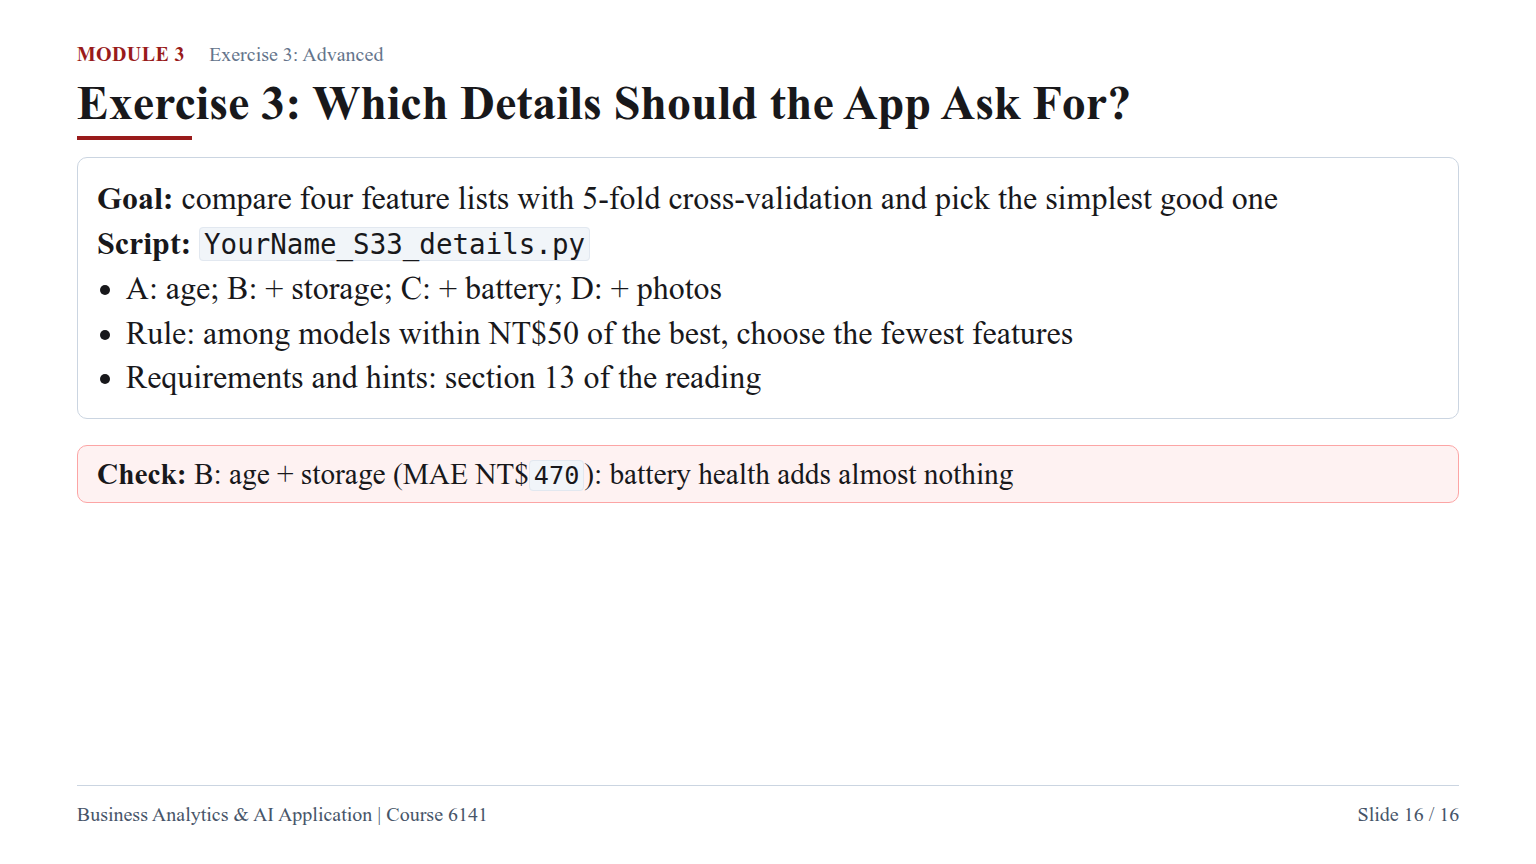 MODULE 3 Exercise 3: Advanced
Exercise 3: Which Details Should the App Ask For?
Goal: compare four feature lists with 5-fold cross-validation and pick the simplest good one
Script: YourName_S33_details.py
• A: age; B: + storage; C: + battery; D: + photos
• Rule: among models within NT$50 of the best, choose the fewest features
• Requirements and hints: section 13 of the reading
Check: B: age + storage (MAE NT$470): battery health adds almost nothing
Business Analytics & AI Application | Course 6141
Slide 16 / 16